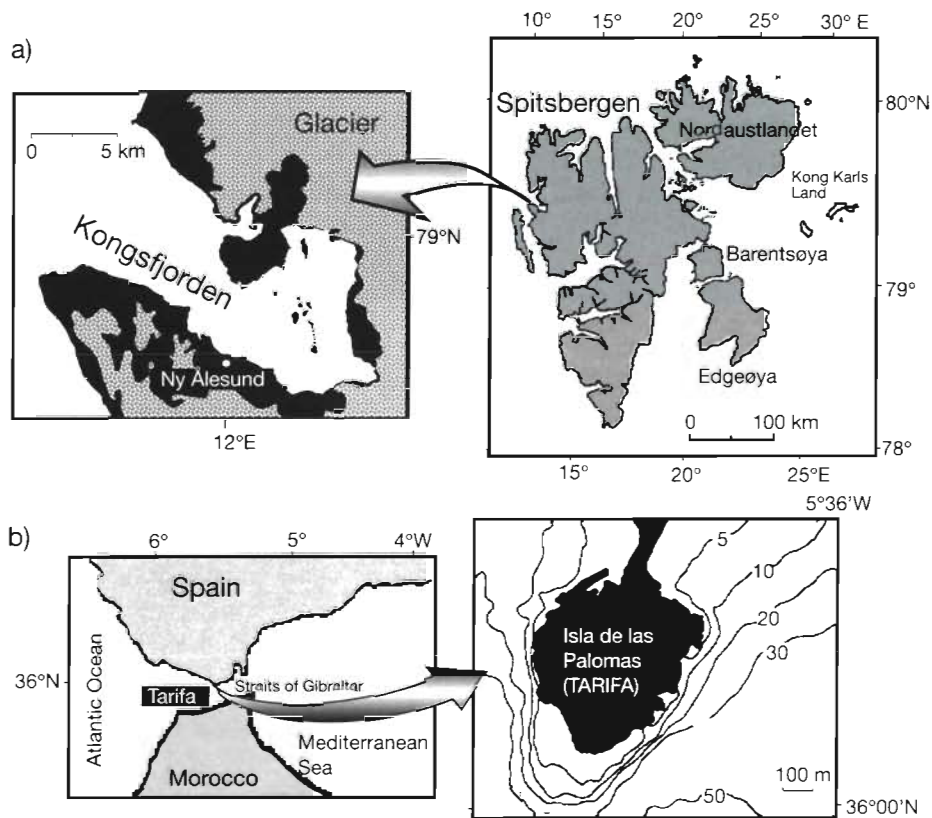 a)
Glacier
0 5 km
Kongsfjorden
Ny Ålesund
79°N
12°E
10° 15° 20° 25° 30° E
Spitsbergen
Nordaustlandet
80°N
Kong Karls
Land
Barentsøya
79°
Edgeøya
0 100 km
78°
15° 20° 25°E
b)
6° 5° 4°W
Spain
Atlantic Ocean
36°N
Tarifa
Straits of Gibraltar
Mediterranean
Sea
Morocco
5°36'W
5
10
20
30
Isla de las
Palomas
(TARIFA)
100 m
50
36°00'N